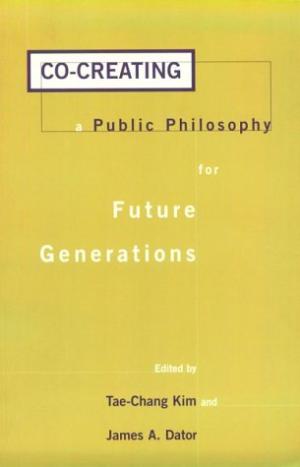 CO-CREATING
a Public Philosophy
for
Future
Generations
Edited by
Tae-Chang Kim and
James A. Dator